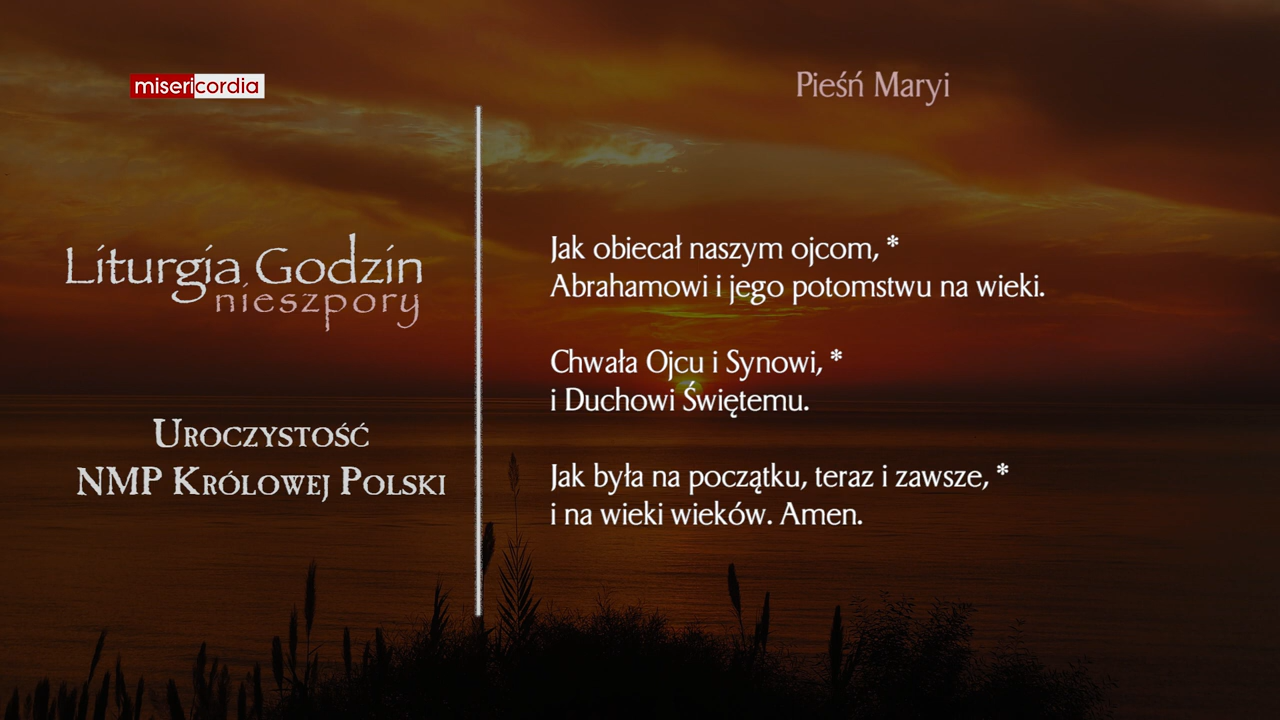 misericordia
Pieśń Maryi
Liturgia Godzin
nieszpory
Uroczystość
NMP Królowej Polski
Jak obiecał naszym ojcom, *
Abrahamowi i jego potomstwu na wieki.
Chwała Ojcu i Synowi, *
i Duchowi Świętemu.
Jak była na początku, teraz i zawsze, *
i na wieki wieków. Amen.